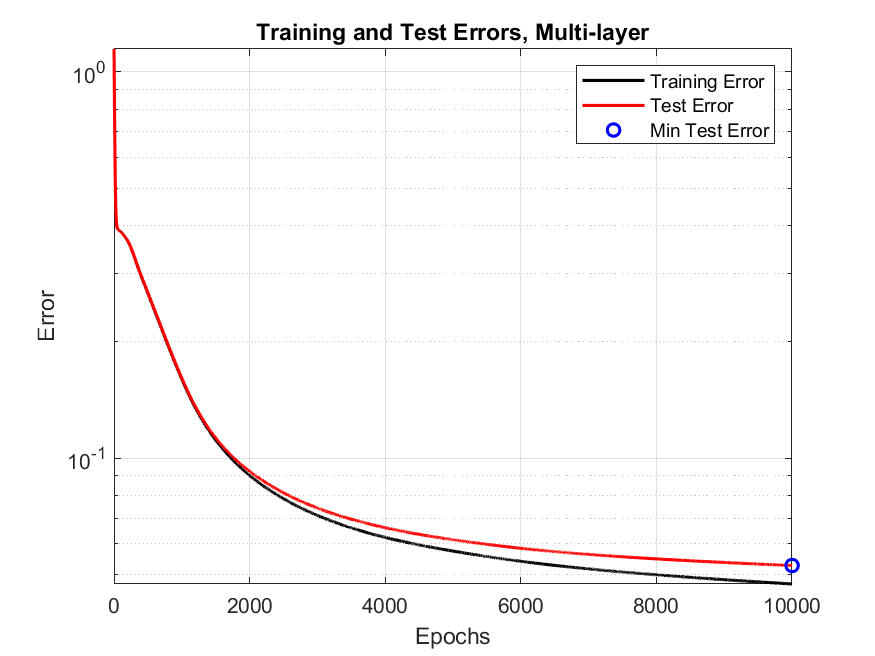 Training and Test Errors, Multi-layer
10^0
Training Error
Test Error
Min Test Error
Error
10^-1
0 2000 4000 6000 8000 10000
Epochs